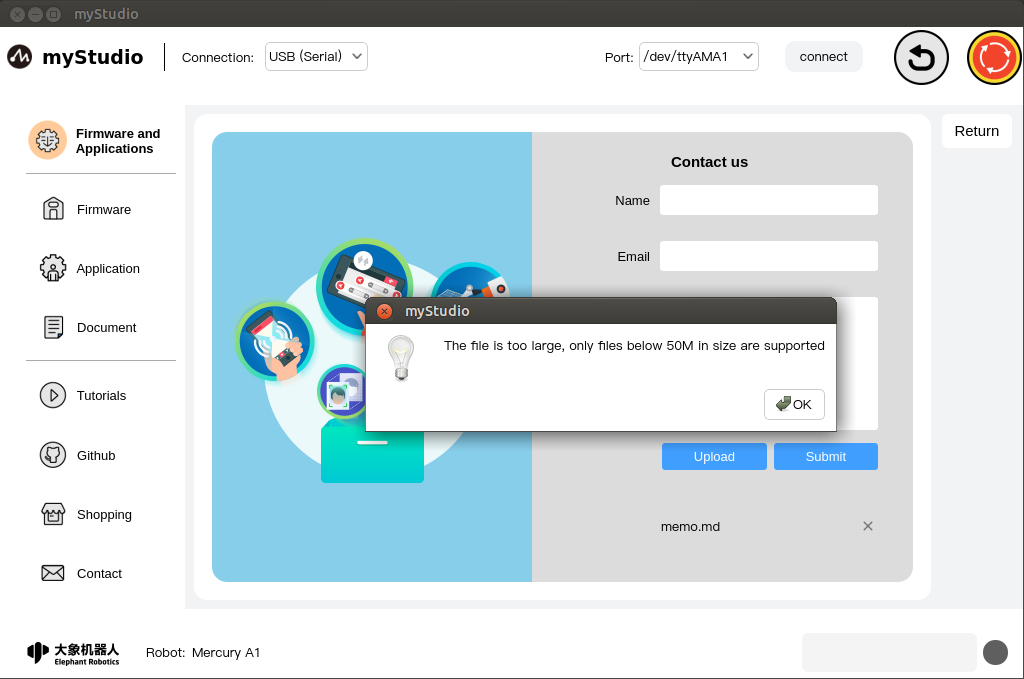 myStudio
myStudio
Connection:
USB (Serial)
Port:
/dev/ttyAMA1
connect
Firmware and
Applications
Firmware
Application
Document
Tutorials
Github
Shopping
Contact
Return
Contact us
Name
Email
myStudio
The file is too large, only files below 50M in size are supported
OK
Upload
Submit
memo.md
大象机器人
Elephant Robotics
Robot: Mercury A1